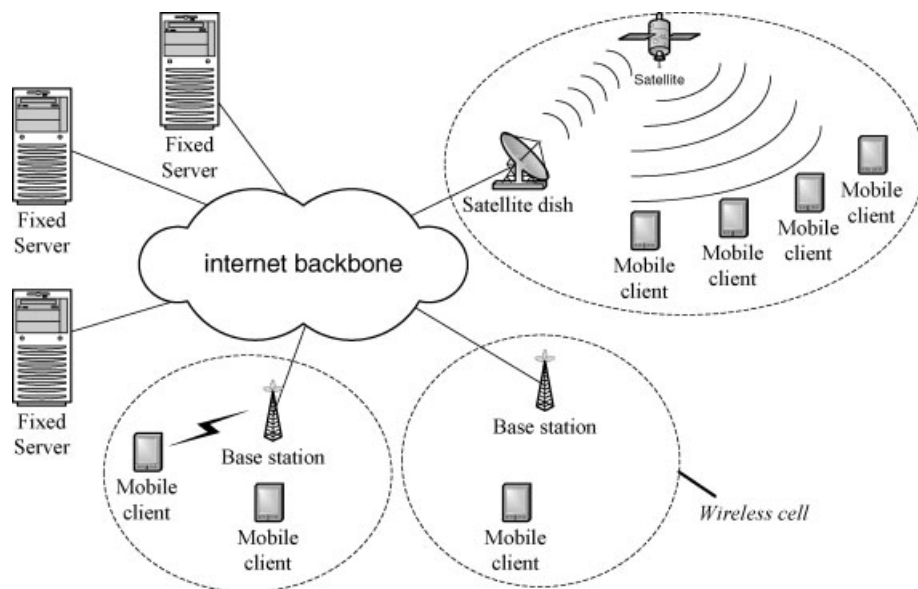 Fixed
Server
Fixed
Server
Fixed
Server
internet backbone
Satellite
Satellite dish
Mobile
client
Mobile
client
Mobile
client
Mobile
client
Base station
Mobile
client
Mobile
client
Base station
Mobile
client
Wireless cell